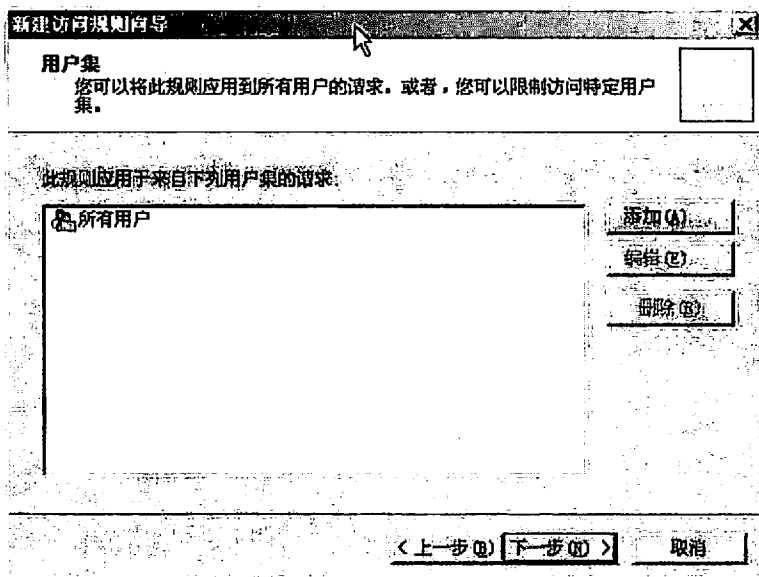 新建访问规则向导
用户集
您可以将此规则应用到所有用户的请求。或者，您可以限制访问特定用户
集。
此规则应用于来自下列用户集的请求:
所有用户
添加(A)...
编辑(E)...
删除(R)
< 上一步(B)
下一步(N) >
取消